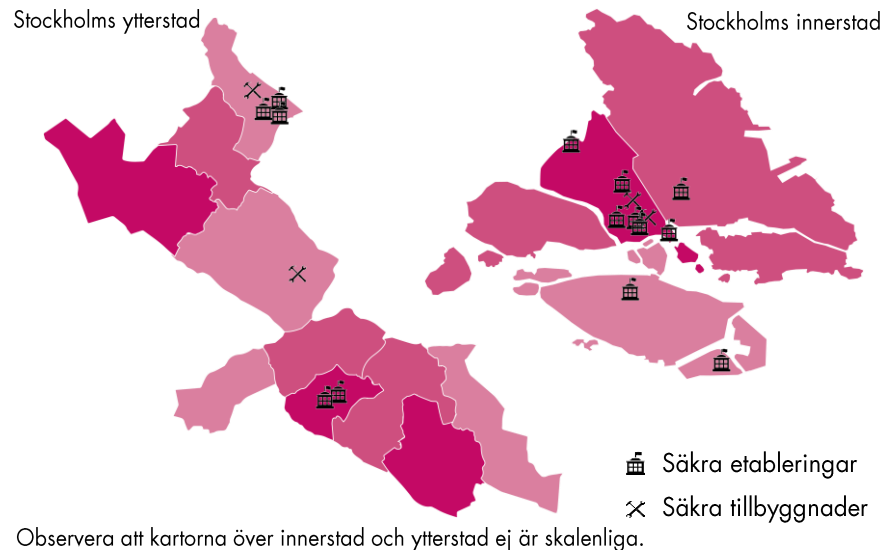 Stockholms ytterstad
Stockholms innerstad
Säkra etableringar
Säkra tillbyggnader
Observera att kartorna över innerstad och ytterstad ej är skalenliga.